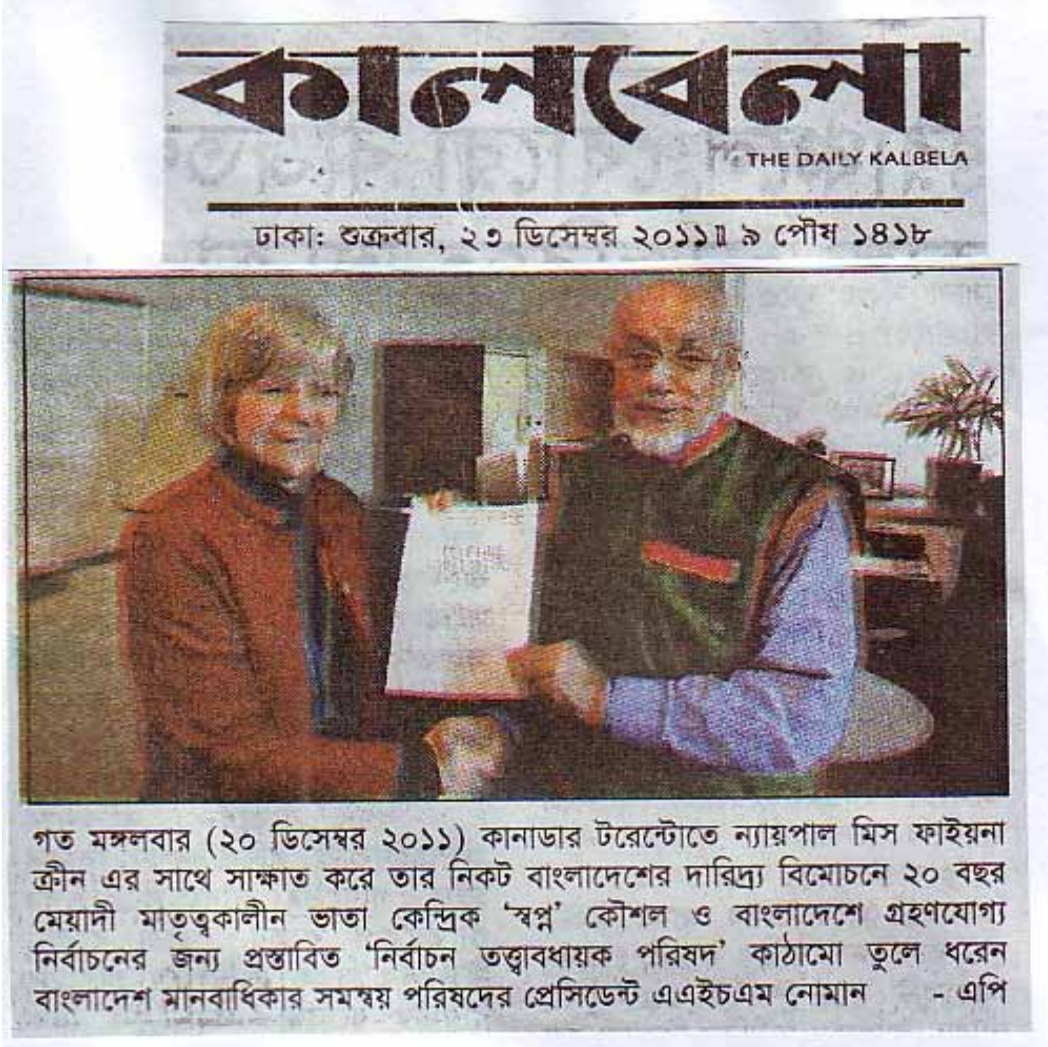 কালবেলা
THE DAILY KALBELA
ঢাকা: শুক্রবার, ২৩ ডিসেম্বর ২০১১॥ ৯ পৌষ ১৪১৮
গত মঙ্গলবার (২০ ডিসেম্বর ২০১১) কানাডার টরেন্টোতে ন্যায়পাল মিস ফাইয়না
ক্রীন এর সাথে সাক্ষাত করে তার নিকট বাংলাদেশের দারিদ্র্য বিমোচনে ২০ বছর
মেয়াদী মাতৃত্বকালীন ভাতা কেন্দ্রিক ‘স্বপ্ন’ কৌশল ও বাংলাদেশে গ্রহণযোগ্য
নির্বাচনের জন্য প্রস্তাবিত ‘নির্বাচন তত্ত্বাবধায়ক পরিষদ’ কাঠামো তুলে ধরেন
বাংলাদেশ মানবাধিকার সমন্বয় পরিষদের প্রেসিডেন্ট এএইচএম নোমান - এপি